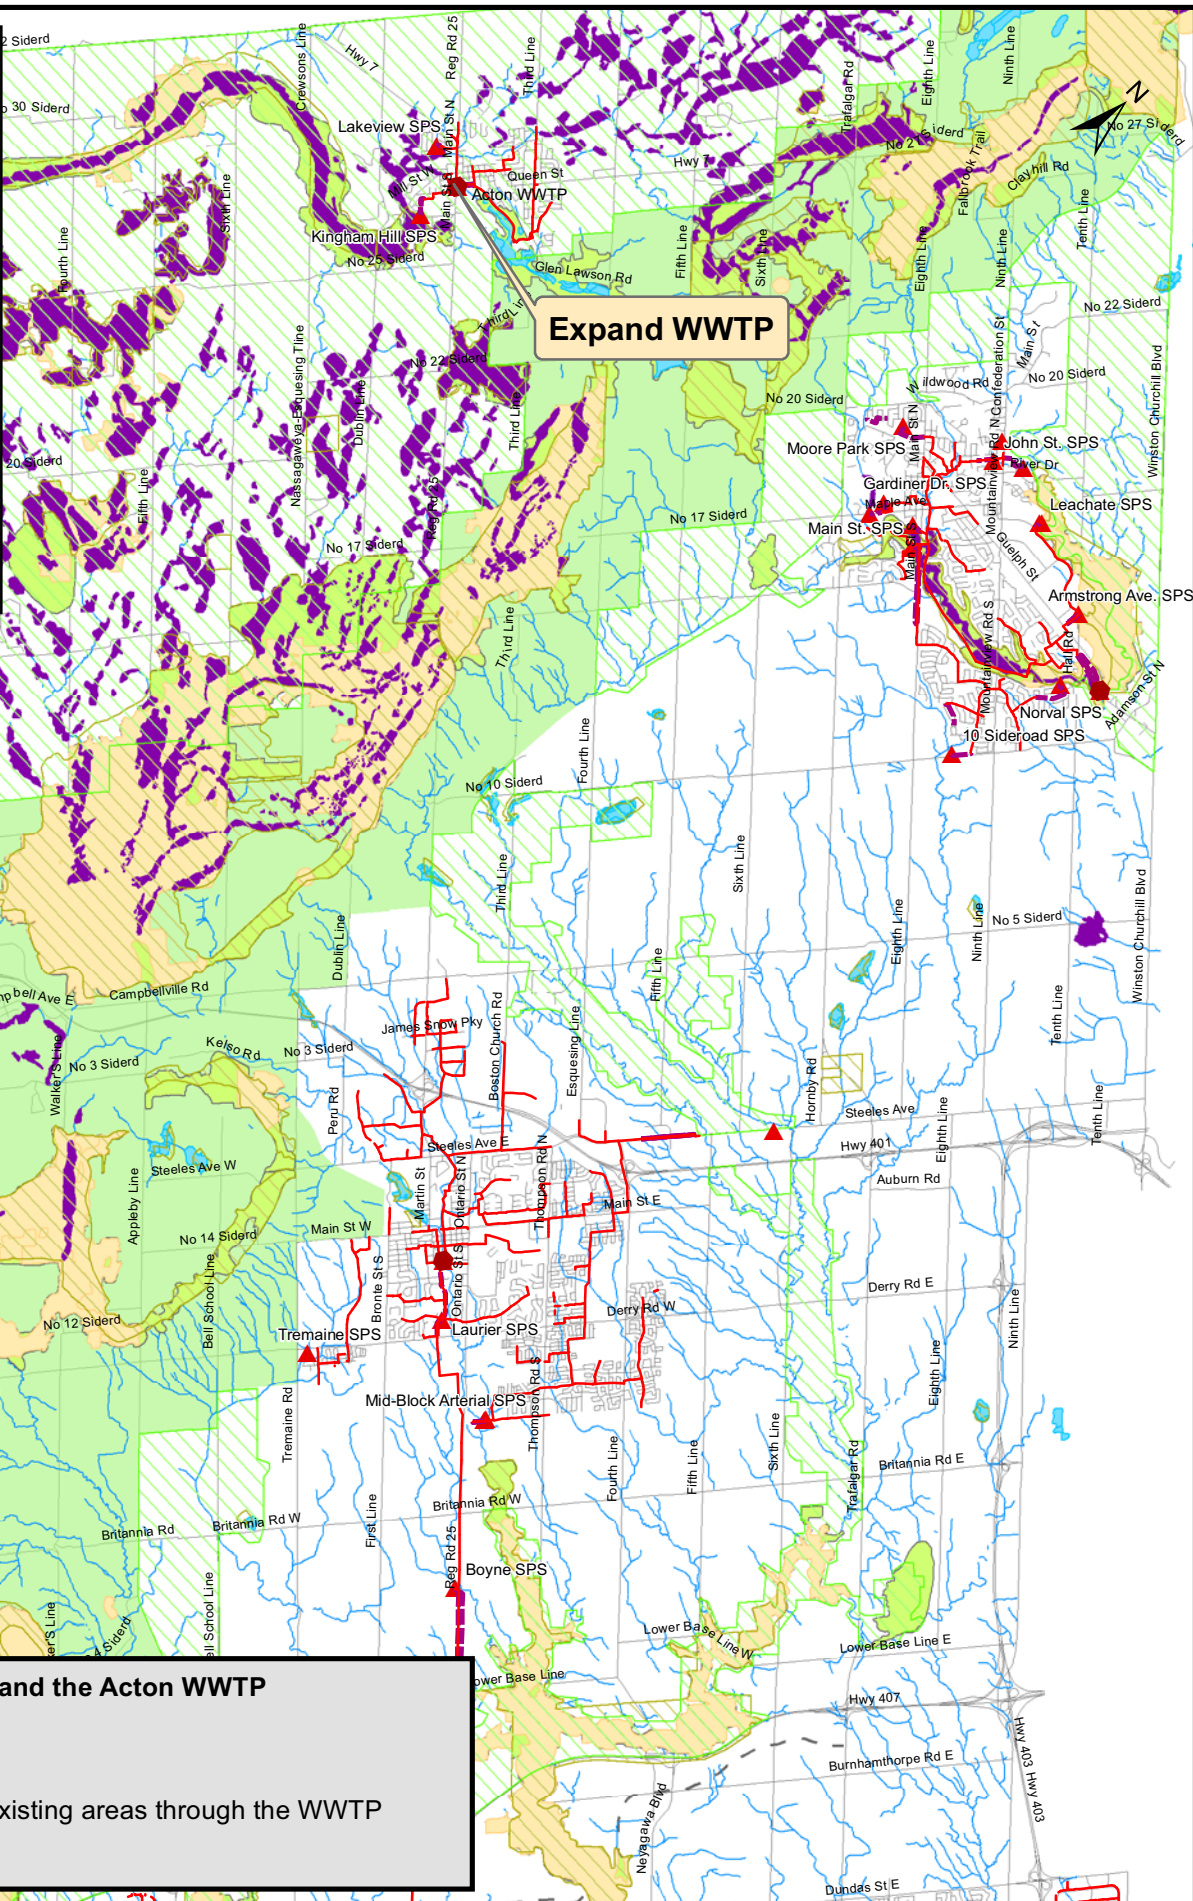 2 Siderd
Hwy 7
Crewsons Line
Reg Rd 25
Third Line
Trafalgar Rd
Eighth Line
Ninth Line
N
No 27 Siderd
No 30 Siderd
Lakeview SPS
Main St N
Hwy 7
Queen St
Mill St W
Acton WWTP
Main St S
Kingham Hill SPS
No 25 Siderd
Fallbrook Trail
Clayhill Rd
Tenth Line
Sixth Line
Fourth Line
Glen Lawson Rd
Fifth Line
Sixth Line
Eighth Line
Ninth Line
Expand WWTP
No 22 Siderd
No 22 Siderd
Nassagaweya-Esquesing Tline
Dublin Line
Third Line
Main St
Wildwood Rd
No 20 Siderd
No 20 Siderd
Confederation St
Winston Churchill Blvd
Moore Park SPS
Main St N
John St. SPS
River Dr
Mountainview Rd N
20 Siderd
Fifth Line
Reg Rd 25
Gardiner Dr. SPS
Maple Ave
Leachate SPS
No 17 Siderd
Main St. SPS
Main St S
Guelph St
No 17 Siderd
Armstrong Ave. SPS
Third Line
Mountainview Rd S
Hall Rd
Norval SPS
Adamson St N
10 Sideroad SPS
Fourth Line
No 10 Siderd
Third Line
Sixth Line
Dublin Line
Eighth Line
Ninth Line
No 5 Siderd
Winston Churchill Blvd
Fifth Line
Campbellville Rd
James Snow Pky
Boston Church Rd
Esquesing Line
Tenth Line
Kelso Rd
No 3 Siderd
No 3 Siderd
Walker'S Line
Peru Rd
Hornby Rd
Steeles Ave
Eighth Line
Tenth Line
Steeles Ave E
Hwy 401
Steeles Ave W
Appleby Line
Martin St
Ontario St N
Thompson Rd N
Auburn Rd
Main St W
Main St E
No 14 Siderd
Bell School Line
Bronte St S
Ontario St S
Derry Rd E
Derry Rd W
Ninth Line
No 12 Siderd
Tremaine SPS
Laurier SPS
Eighth Line
Mid-Block Arterial SPS
Tremaine Rd
Thompson Rd S
Fourth Line
Fifth Line
Sixth Line
Trafalgar Rd
Britannia Rd E
Britannia Rd
Britannia Rd W
First Line
Britannia Rd W
Reg Rd 25
Boyne SPS
Lower Base Line W
Lower Base Line E
Hwy 407
Burnhamthorpe Rd E
Hwy 403
Hwy 403
Neyagawa Blvd
Dundas St E
and the Acton WWTP
xisting areas through the WWTP